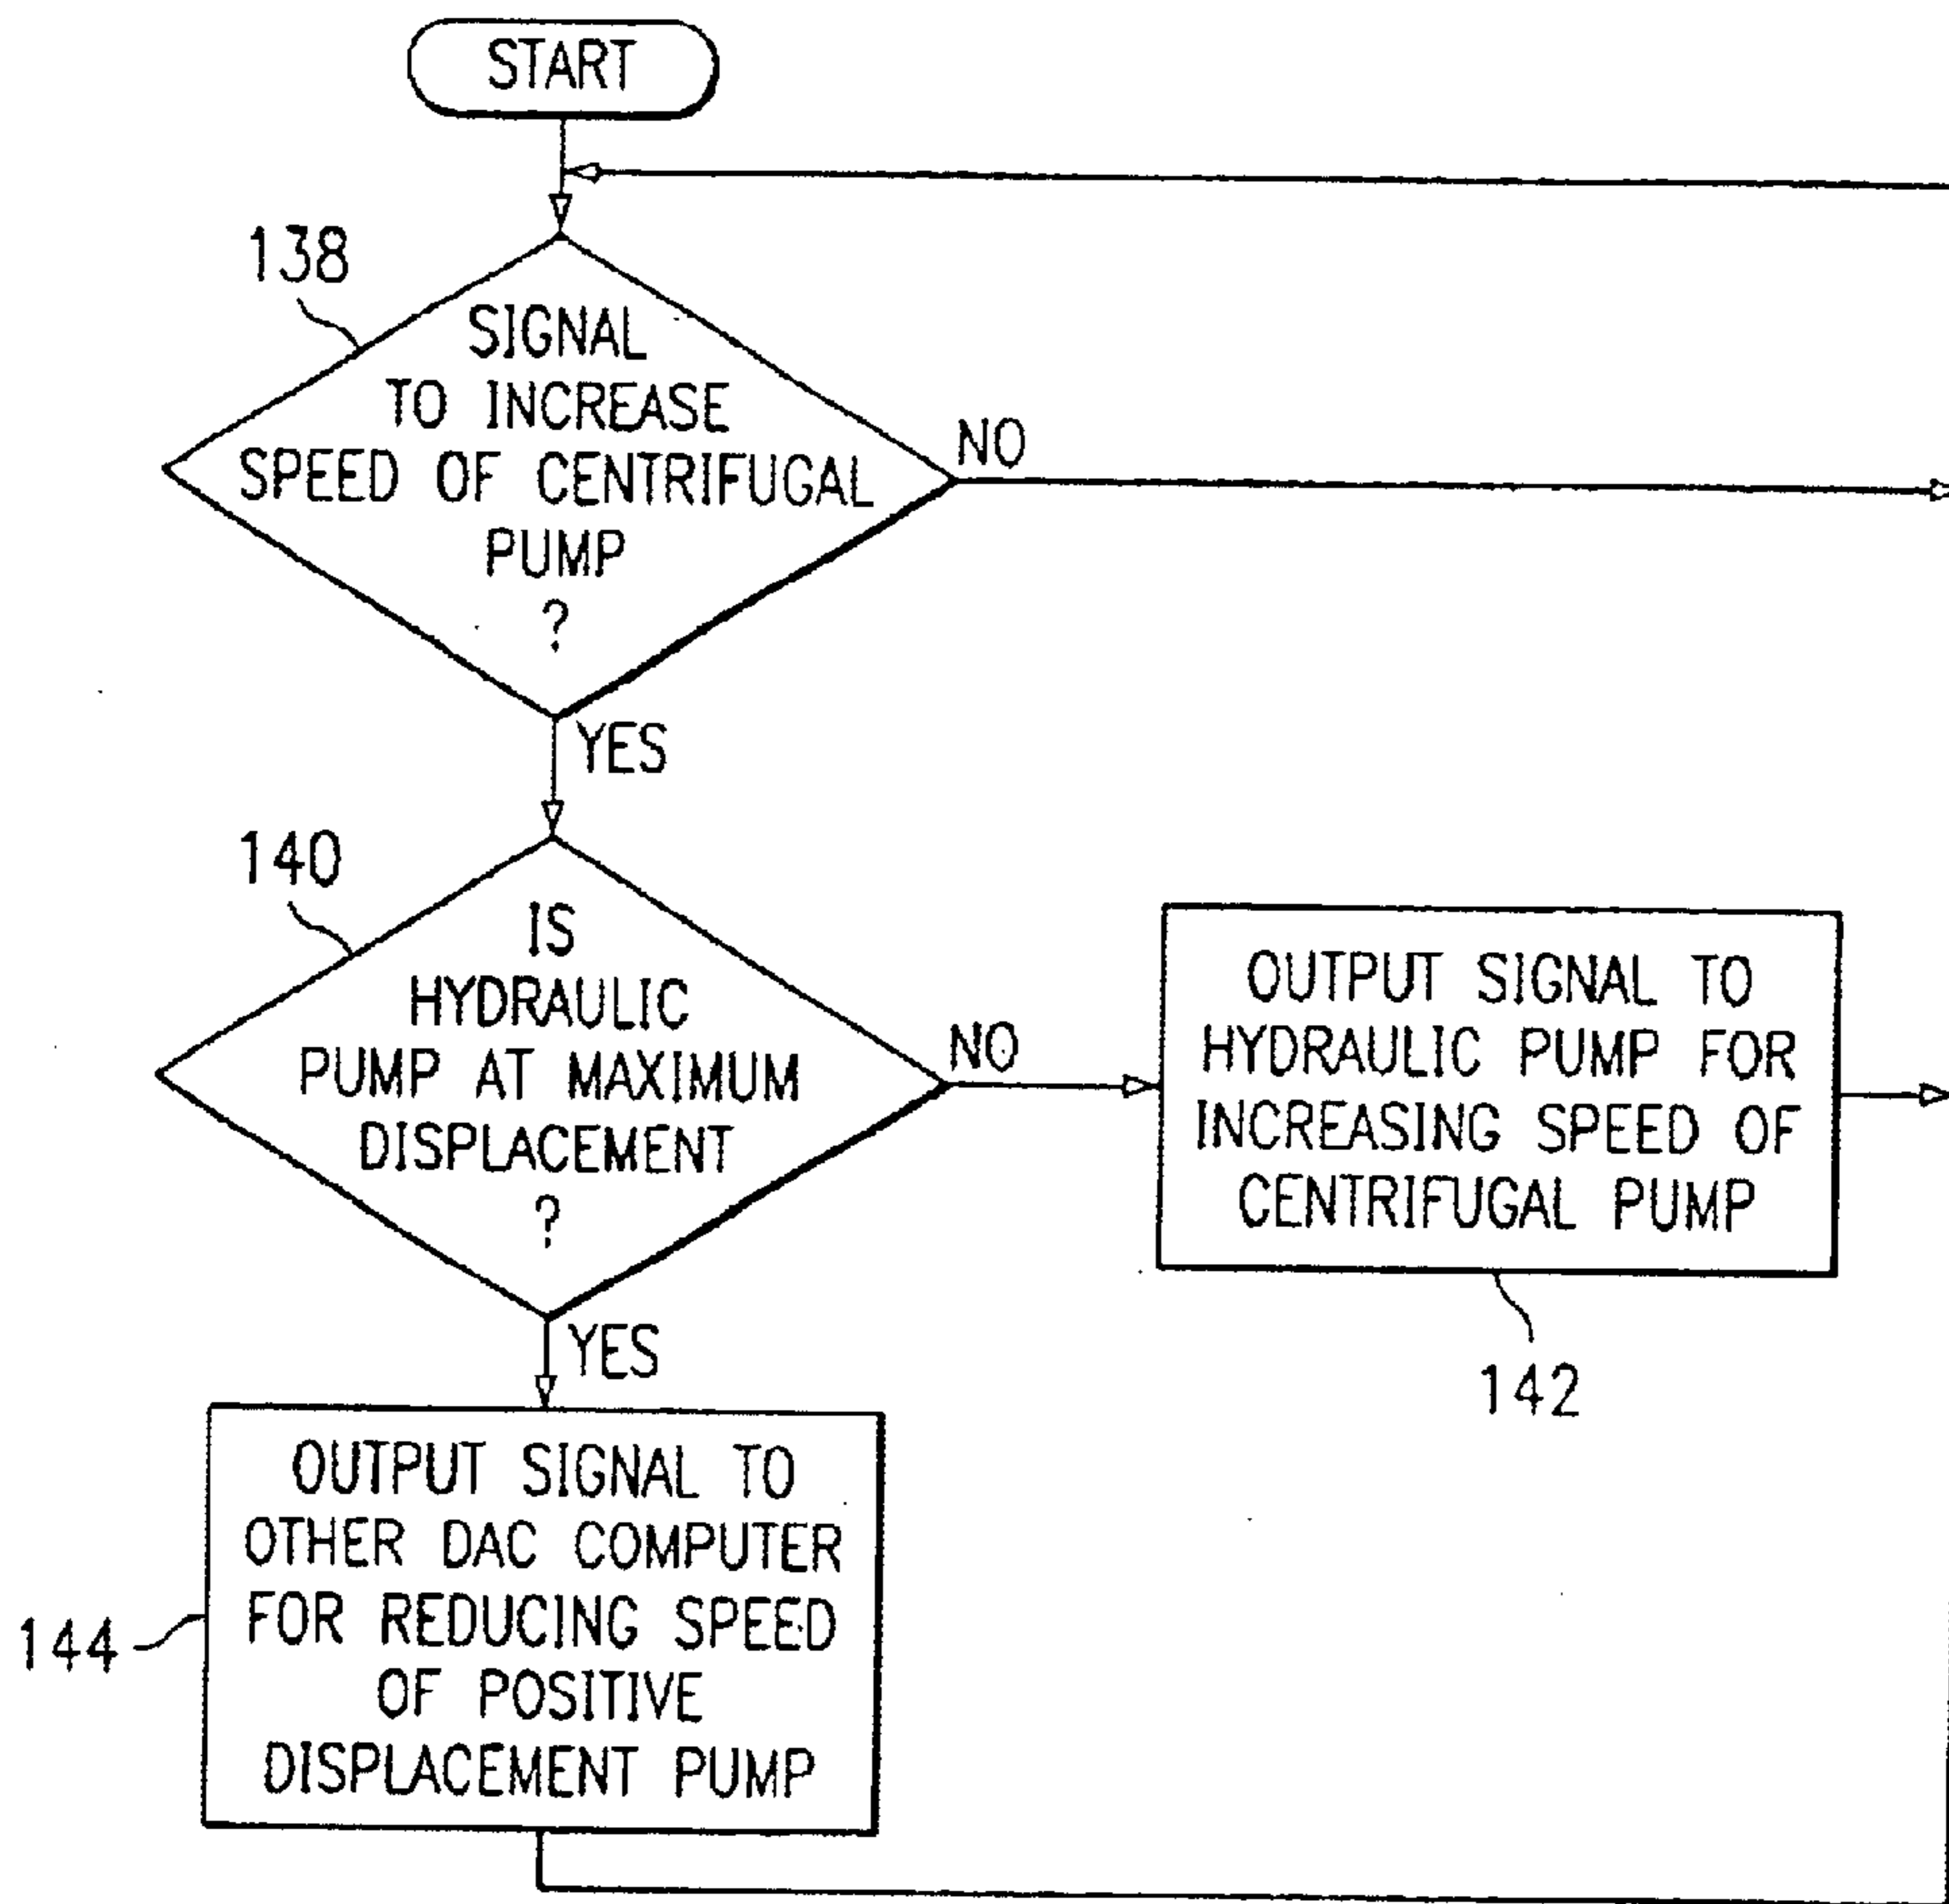 START
138
SIGNAL
TO INCREASE
SPEED OF CENTRIFUGAL
PUMP
?
NO
YES
140
IS
HYDRAULIC
PUMP AT MAXIMUM
DISPLACEMENT
?
NO
OUTPUT SIGNAL TO
HYDRAULIC PUMP FOR
INCREASING SPEED OF
CENTRIFUGAL PUMP
142
YES
OUTPUT SIGNAL TO
OTHER DAC COMPUTER
FOR REDUCING SPEED
OF POSITIVE
DISPLACEMENT PUMP
144